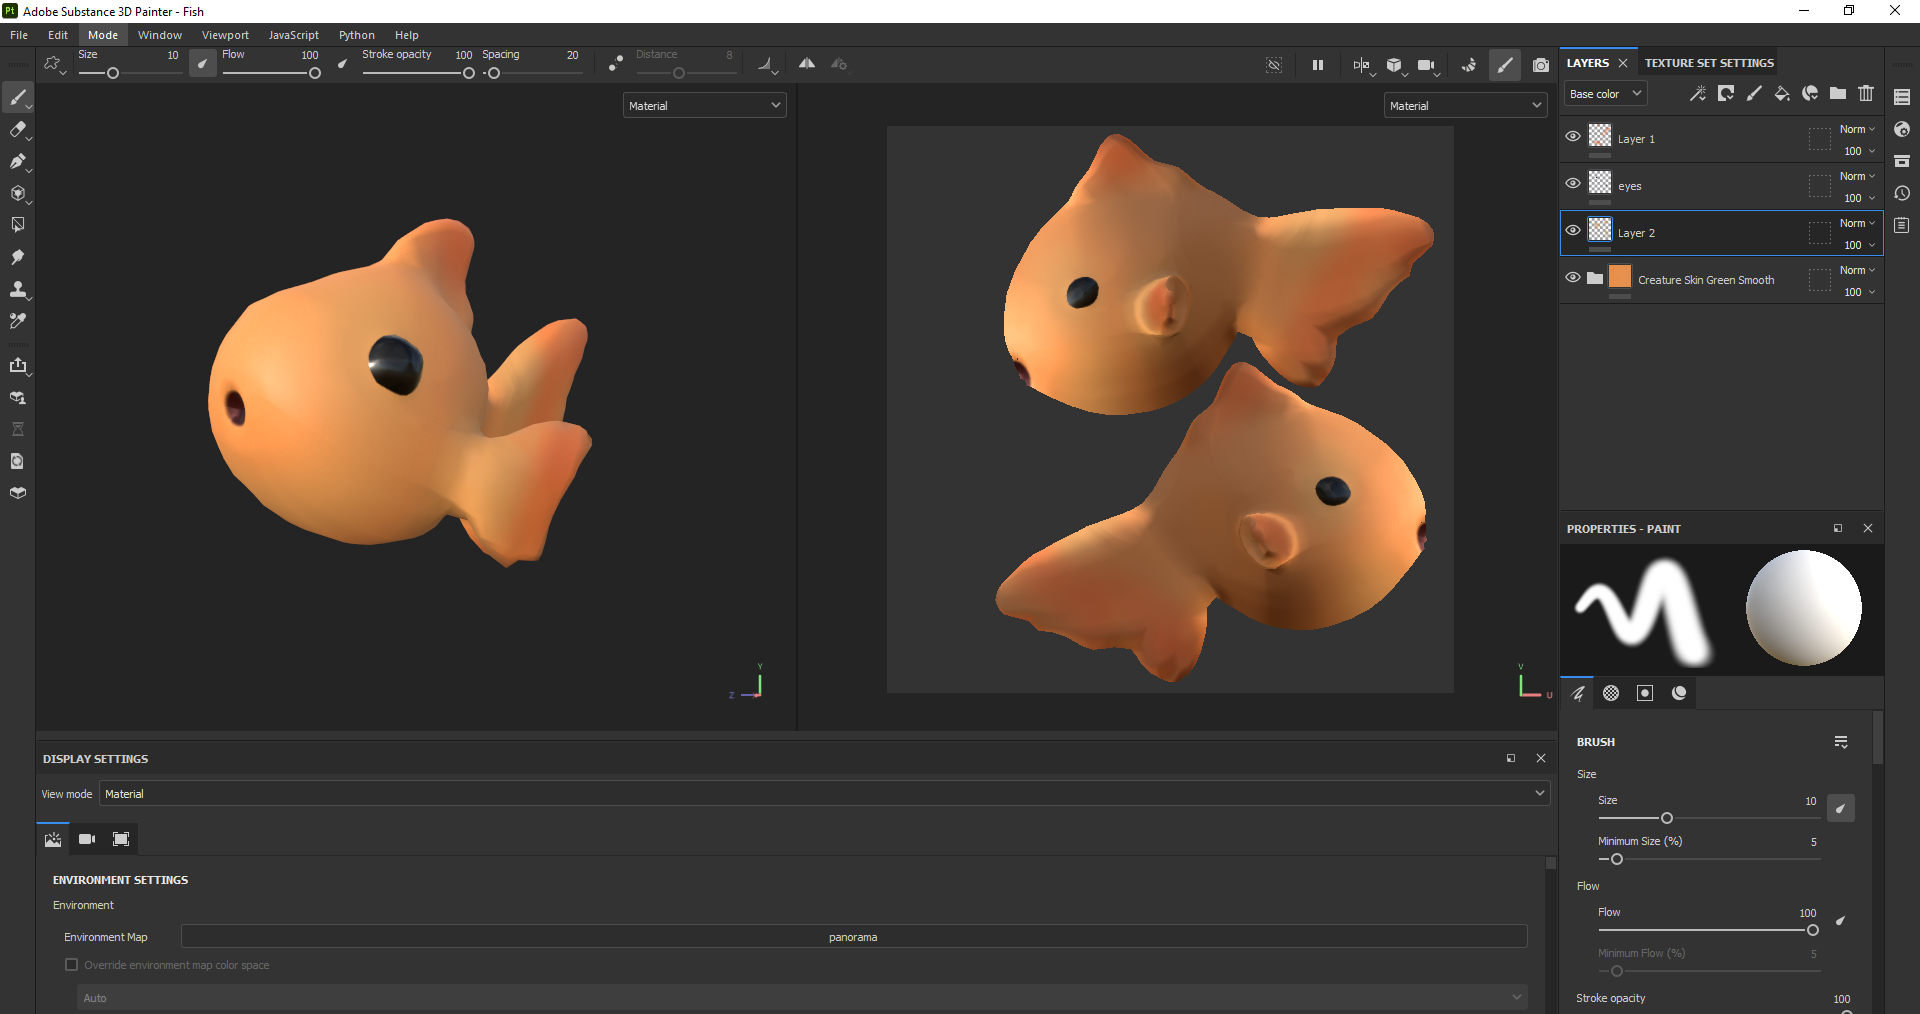 Pt Adobe Substance 3D Painter - Fish
File Edit Mode Window Viewport JavaScript Python Help
Size 10 Flow 100 Stroke opacity 100 Spacing 20 Distance 8
Material
Material
LAYERS TEXTURE SET SETTINGS
Base color
Layer 1 Norm 100
eyes Norm 100
Layer 2 Norm 100
Creature Skin Green Smooth Norm 100
Y
Z
V
U
PROPERTIES - PAINT
BRUSH
Size
Size 10
Minimum Size (%) 5
Flow
Flow 100
Minimum Flow (%) 5
Stroke opacity 100
DISPLAY SETTINGS
View mode Material
ENVIRONMENT SETTINGS
Environment
Environment Map panorama
Override environment map color space
Auto